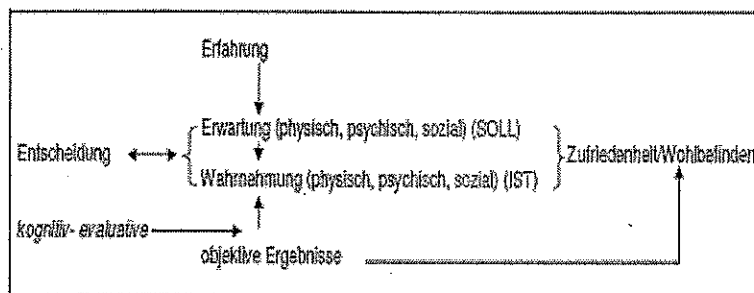 Erfahrung
Erwartung (physisch, psychisch, sozial) (SOLL)
Entscheidung
Zufriedenheit/Wohlbefinden
Wahrnehmung (physisch, psychisch, sozial) (IST)
kognitiv- evaluative
objektive Ergebnisse